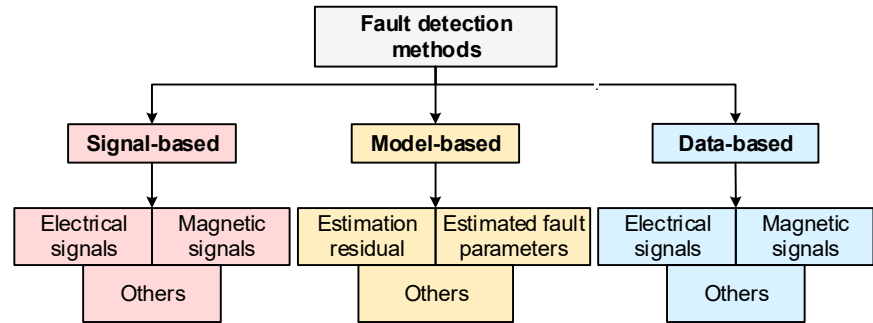 Fault detection
methods
Signal-based
Model-based
Data-based
Electrical
signals
Magnetic
signals
Estimation
residual
Estimated fault
parameters
Electrical
signals
Magnetic
signals
Others
Others
Others